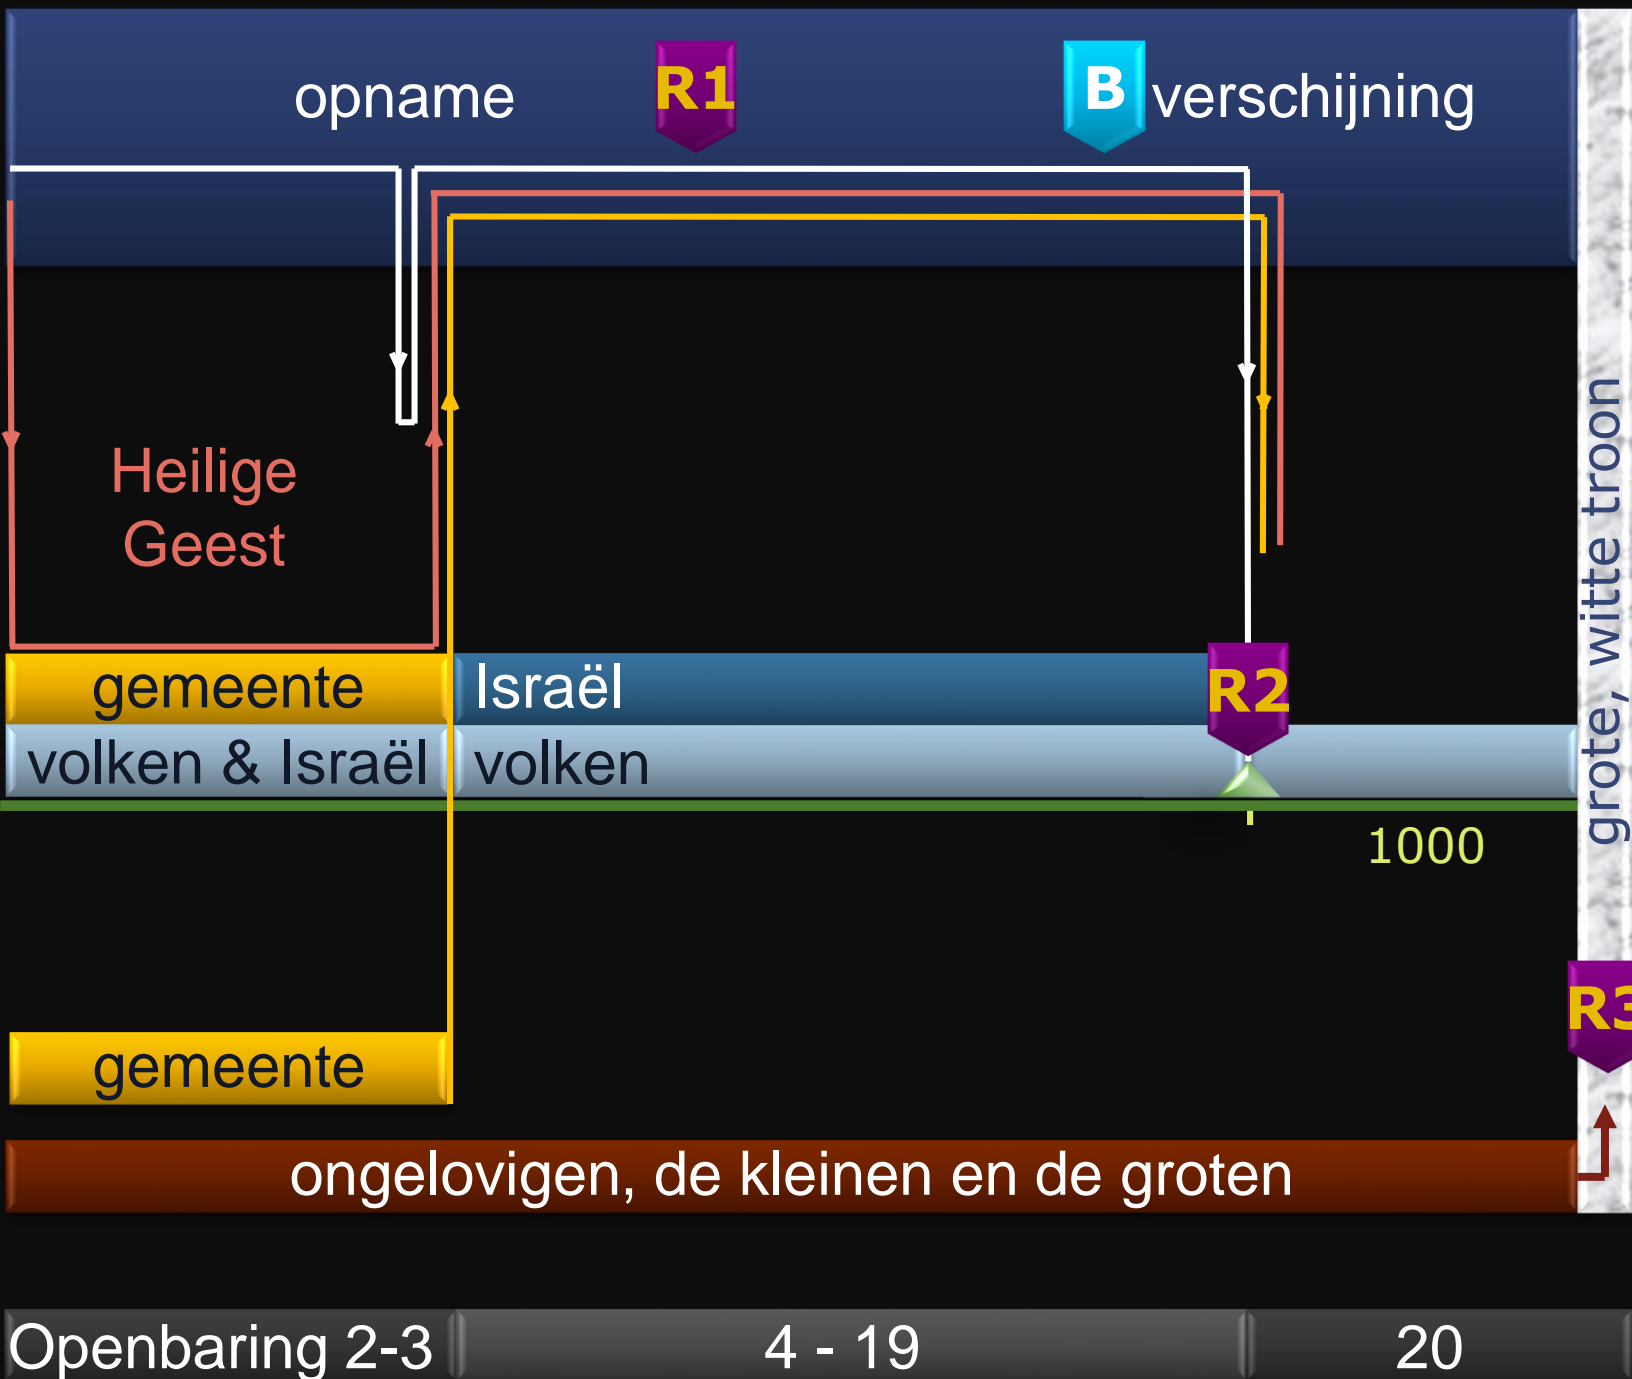 opname
R1
B
verschijning
Heilige
Geest
grote, witte troon
gemeente
Israël
R2
volken & Israël
volken
1000
R3
gemeente
ongelovigen, de kleinen en de groten
Openbaring 2-3
4 - 19
20